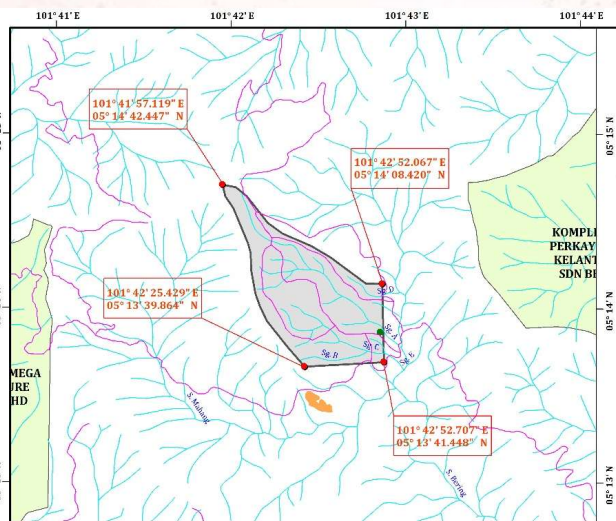 101° 41' E
101° 42' E
101° 43' E
101° 44' E
101° 41' 57.119" E
05° 14' 42.447" N
05° 15' N
101° 42' 52.067" E
05° 14' 08.420" N
KOMPL
PERKAY
KELANT
SDN BH
101° 42' 25.429" E
05° 13' 39.864" N
Sg. D
05° 14' N
Sg. A
Sg. C
Sg. B
Sg. E
MEGA
URE
HD
S. Mahang
101° 42' 52.707" E
05° 13' 41.448" N
S. Bering
05° 13' N